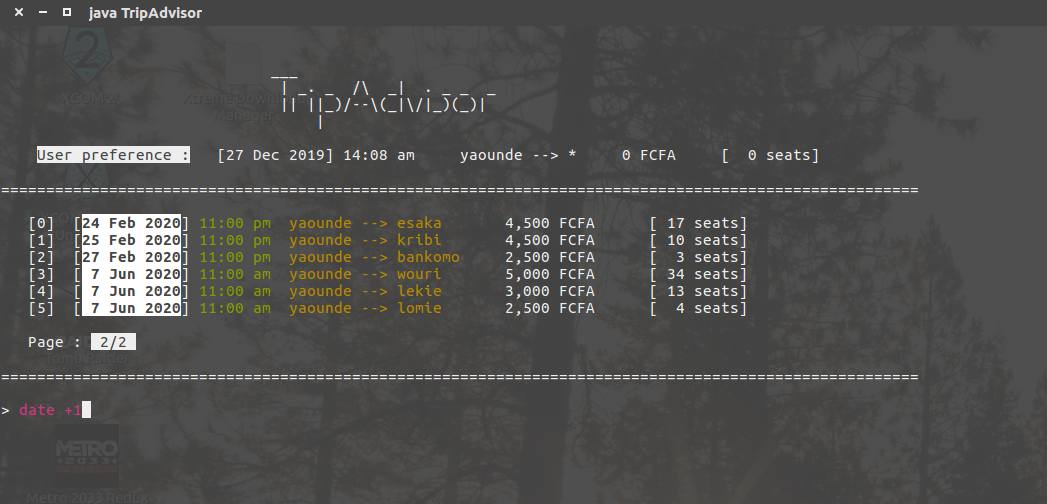 java TripAdvisor
User preference :   [27 Dec 2019] 14:08 am     yaounde --> *     0 FCFA     [  0 seats]
[0]  [24 Feb 2020] 11:00 pm  yaounde --> esaka       4,500 FCFA      [ 17 seats]
[1]  [25 Feb 2020] 11:00 pm  yaounde --> kribi       4,500 FCFA      [ 10 seats]
[2]  [27 Feb 2020] 11:00 pm  yaounde --> bankomo     2,500 FCFA      [  3 seats]
[3]  [ 7 Jun 2020] 11:00 am  yaounde --> wouri       5,000 FCFA      [ 34 seats]
[4]  [ 7 Jun 2020] 11:00 am  yaounde --> lekie       3,000 FCFA      [ 13 seats]
[5]  [ 7 Jun 2020] 11:00 am  yaounde --> lomie       2,500 FCFA      [  4 seats]
Page :  2/2
> date +1
METRO
2033
Metro 2033 Redux